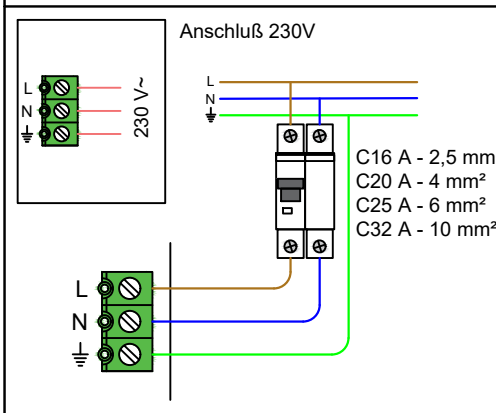 Anschluß 230V
L
N
230 V~
L
N
C16 A - 2,5 mm
C20 A - 4 mm²
C25 A - 6 mm²
C32 A - 10 mm²
L
N